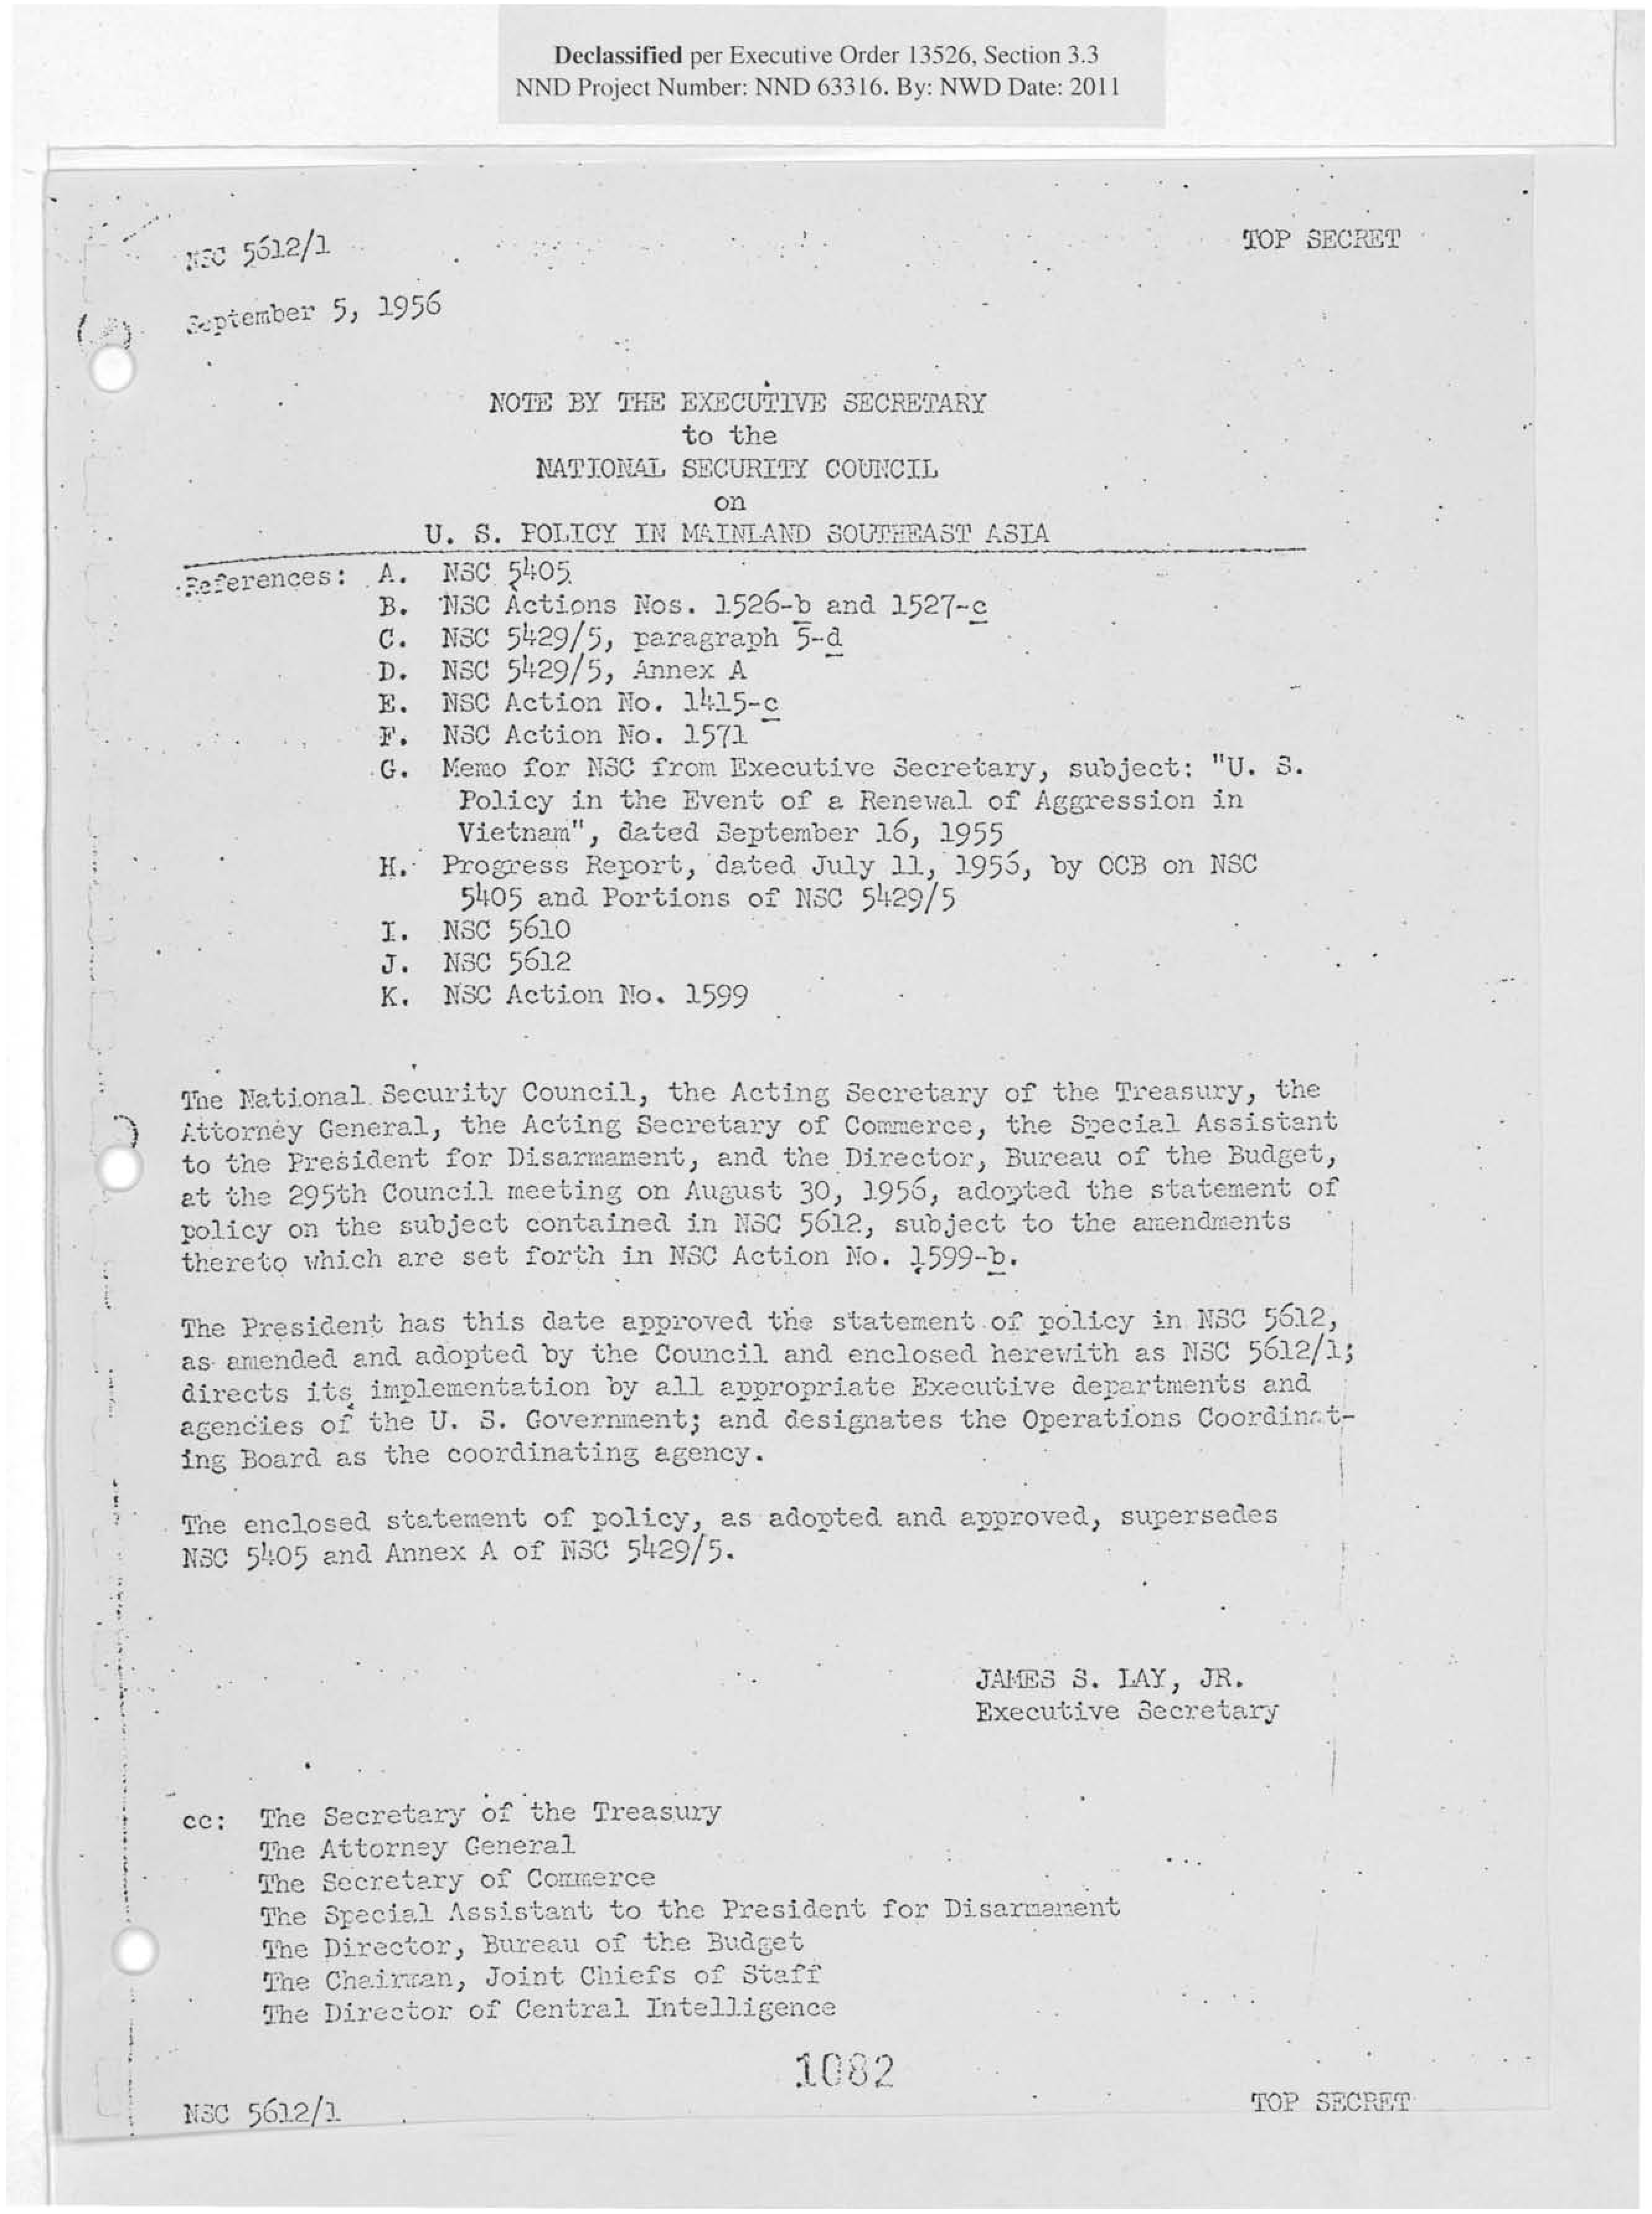 Declassified per Executive Order 13526, Section 3.3
NND Project Number: NND 63316. By: NWD Date: 2011
NSC 5612/1
TOP SECRET
September 5, 1956
NOTE BY THE EXECUTIVE SECRETARY
to the
NATIONAL SECURITY COUNCIL
on
U. S. POLICY IN MAINLAND SOUTHEAST ASIA
References: A. NSC 5405
B. NSC Actions Nos. 1526-b and 1527-c
C. NSC 5429/5, paragraph 5-d
D. NSC 5429/5, Annex A
E. NSC Action No. 1415-c
F. NSC Action No. 1571
G. Memo for NSC from Executive Secretary, subject: "U. S.
Policy in the Event of a Renewal of Aggression in
Vietnam", dated September 16, 1955
H. Progress Report, dated July 11, 1956, by OCB on NSC
5405 and Portions of NSC 5429/5
I. NSC 5610
J. NSC 5612
K. NSC Action No. 1599
The National Security Council, the Acting Secretary of the Treasury, the
Attorney General, the Acting Secretary of Commerce, the Special Assistant
to the President for Disarmament, and the Director, Bureau of the Budget,
at the 295th Council meeting on August 30, 1956, adopted the statement of
policy on the subject contained in NSC 5612, subject to the amendments
thereto which are set forth in NSC Action No. 1599-b.
The President has this date approved the statement of policy in NSC 5612,
as amended and adopted by the Council and enclosed herewith as NSC 5612/1;
directs its implementation by all appropriate Executive departments and
agencies of the U. S. Government; and designates the Operations Coordinat-
ing Board as the coordinating agency.
The enclosed statement of policy, as adopted and approved, supersedes
NSC 5405 and Annex A of NSC 5429/5.
JAMES S. LAY, JR.
Executive Secretary
cc: The Secretary of the Treasury
The Attorney General
The Secretary of Commerce
The Special Assistant to the President for Disarmament
The Director, Bureau of the Budget
The Chairman, Joint Chiefs of Staff
The Director of Central Intelligence
1082
NSC 5612/1
TOP SECRET